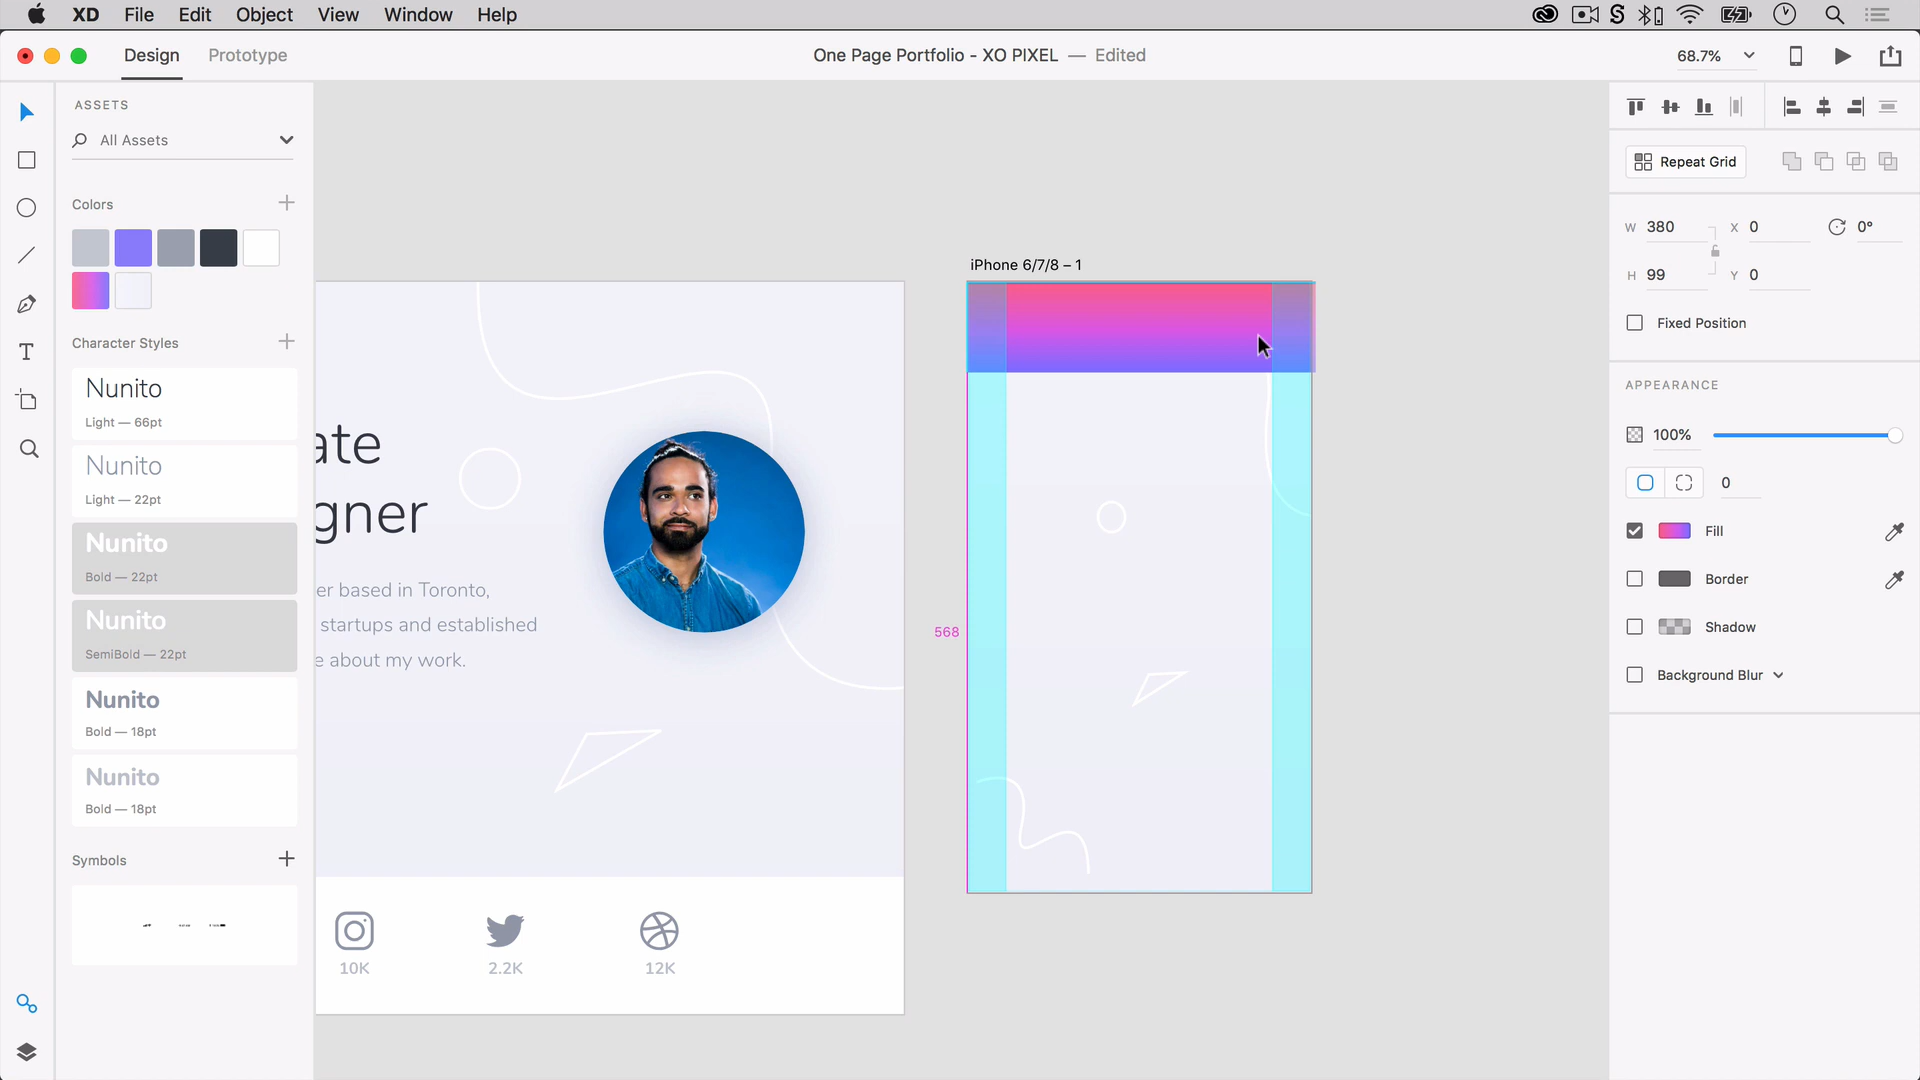 XD File Edit Object View Window Help
Design Prototype
One Page Portfolio - XO PIXEL — Edited
68.7%
ASSETS
All Assets
Colors
Character Styles
Nunito
Light — 66pt
Nunito
Light — 22pt
Nunito
Bold — 22pt
Nunito
SemiBold — 22pt
Nunito
Bold — 18pt
Nunito
Bold — 18pt
Symbols
ate
gner
er based in Toronto,
startups and established
e about my work.
10K
2.2K
12K
iPhone 6/7/8 – 1
568
Repeat Grid
W 380 X 0 0°
H 99 Y 0
Fixed Position
APPEARANCE
100%
0
Fill
Border
Shadow
Background Blur